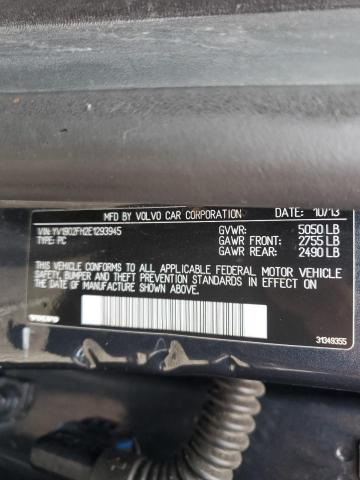 MFD BY VOLVO CAR CORPORATION DATE: 10/13
VIN: YV1902FH2E1293945 GVWR: 5050 LB
TYPE: PC GAWR FRONT: 2755 LB
GAWR REAR: 2490 LB
THIS VEHICLE CONFORMS TO ALL APPLICABLE FEDERAL MOTOR VEHICLE
SAFETY, BUMPER AND THEFT PREVENTION STANDARDS IN EFFECT ON
THE DATE OF MANUFACTURE SHOWN ABOVE
VOLVO 31349355